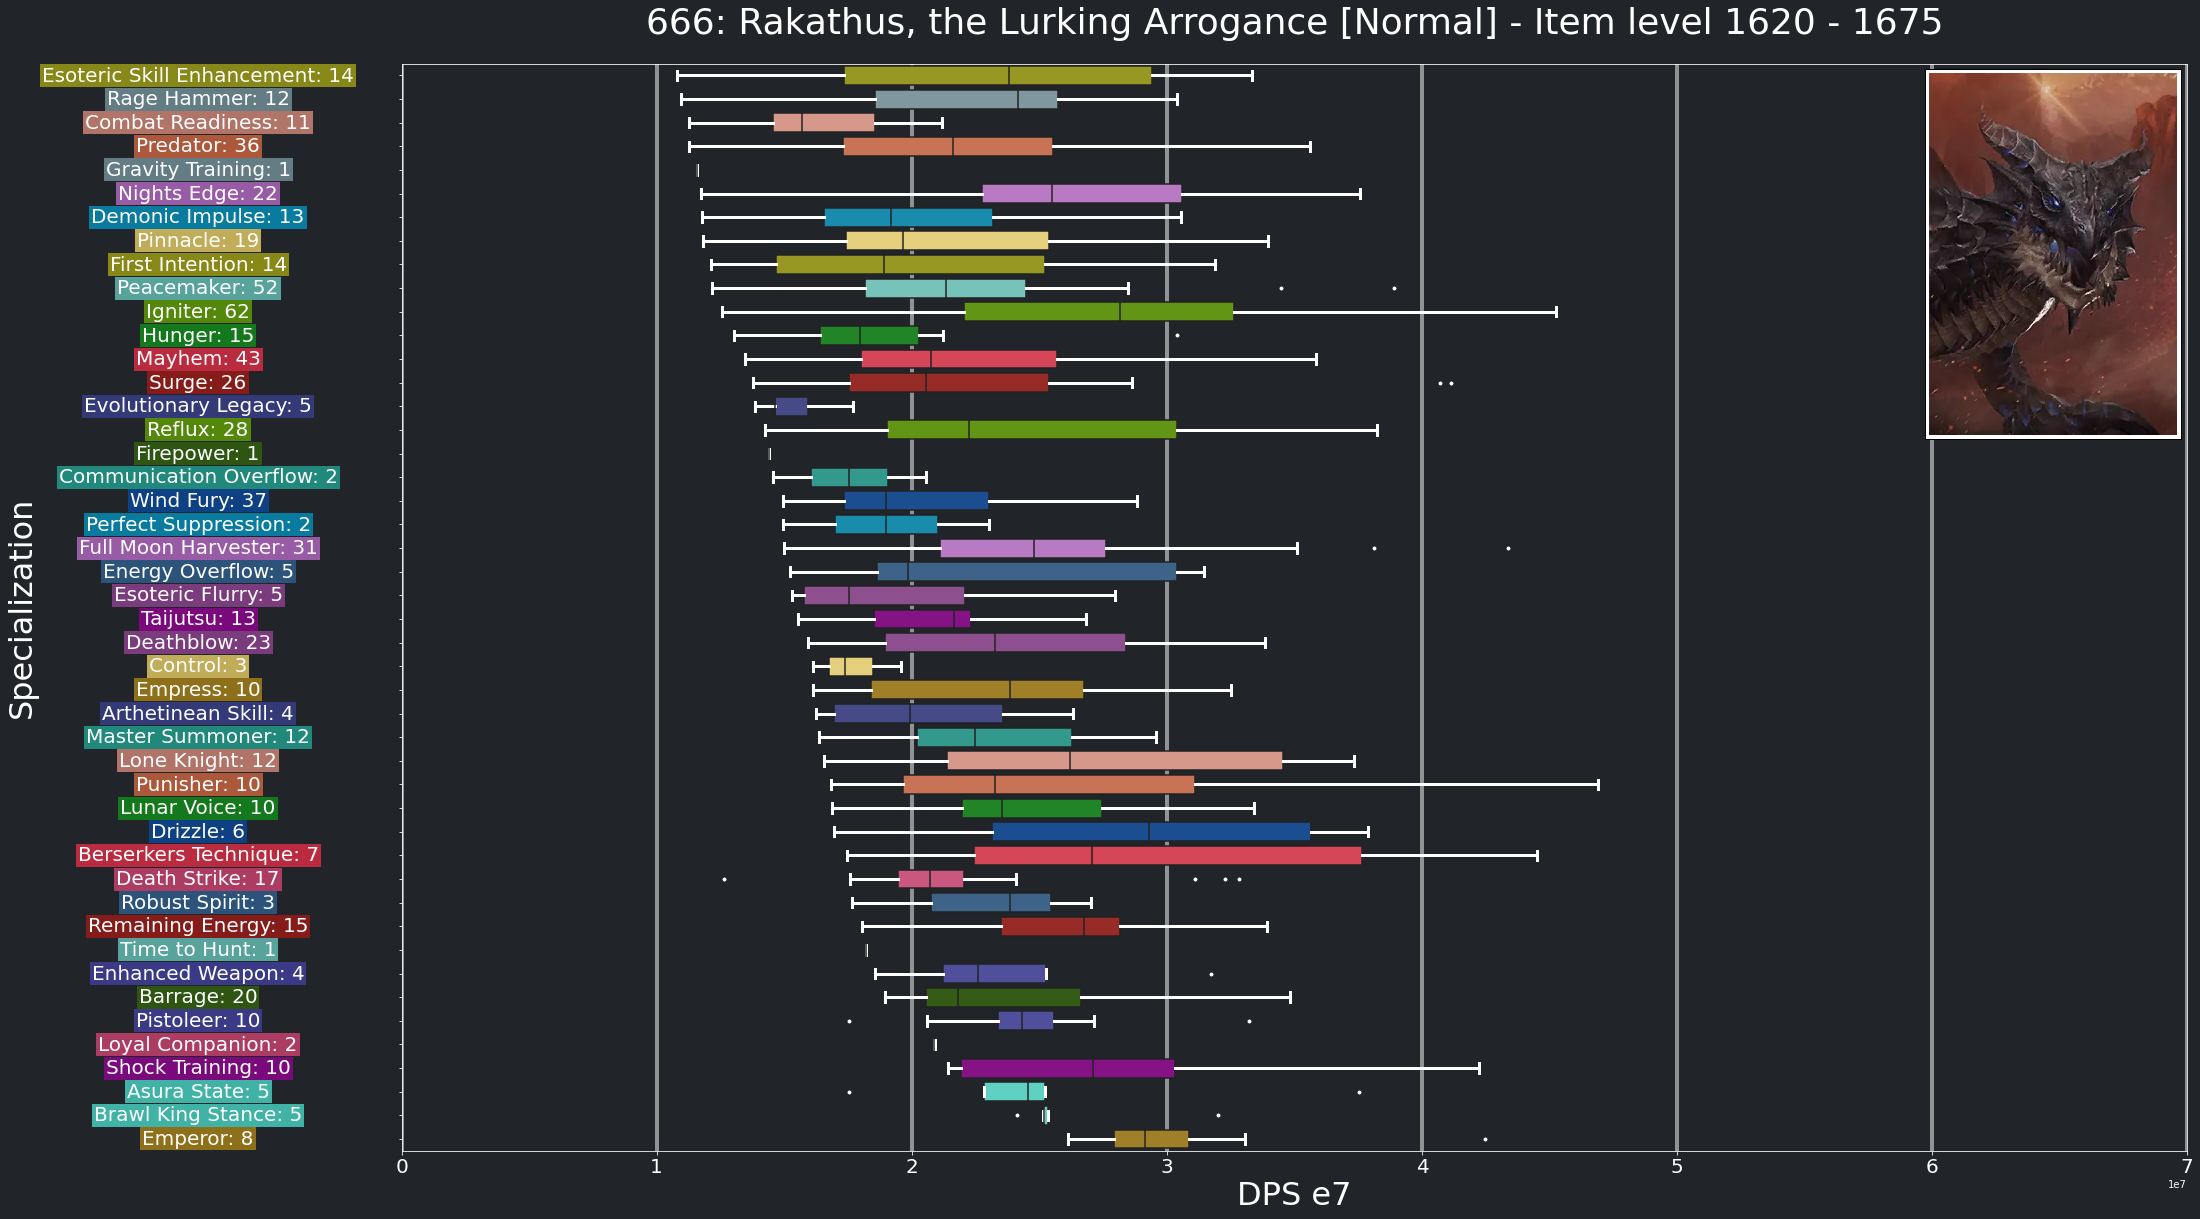 666: Rakathus, the Lurking Arrogance [Normal] - Item level 1620 - 1675
Specialization
Esoteric Skill Enhancement: 14
Rage Hammer: 12
Combat Readiness: 11
Predator: 36
Gravity Training: 1
Nights Edge: 22
Demonic Impulse: 13
Pinnacle: 19
First Intention: 14
Peacemaker: 52
Igniter: 62
Hunger: 15
Mayhem: 43
Surge: 26
Evolutionary Legacy: 5
Reflux: 28
Firepower: 1
Communication Overflow: 2
Wind Fury: 37
Perfect Suppression: 2
Full Moon Harvester: 31
Energy Overflow: 5
Esoteric Flurry: 5
Taijutsu: 13
Deathblow: 23
Control: 3
Empress: 10
Arthetinean Skill: 4
Master Summoner: 12
Lone Knight: 12
Punisher: 10
Lunar Voice: 10
Drizzle: 6
Berserkers Technique: 7
Death Strike: 17
Robust Spirit: 3
Remaining Energy: 15
Time to Hunt: 1
Enhanced Weapon: 4
Barrage: 20
Pistoleer: 10
Loyal Companion: 2
Shock Training: 10
Asura State: 5
Brawl King Stance: 5
Emperor: 8
0 1 2 3 4 5 6 7
DPS e7
1e7